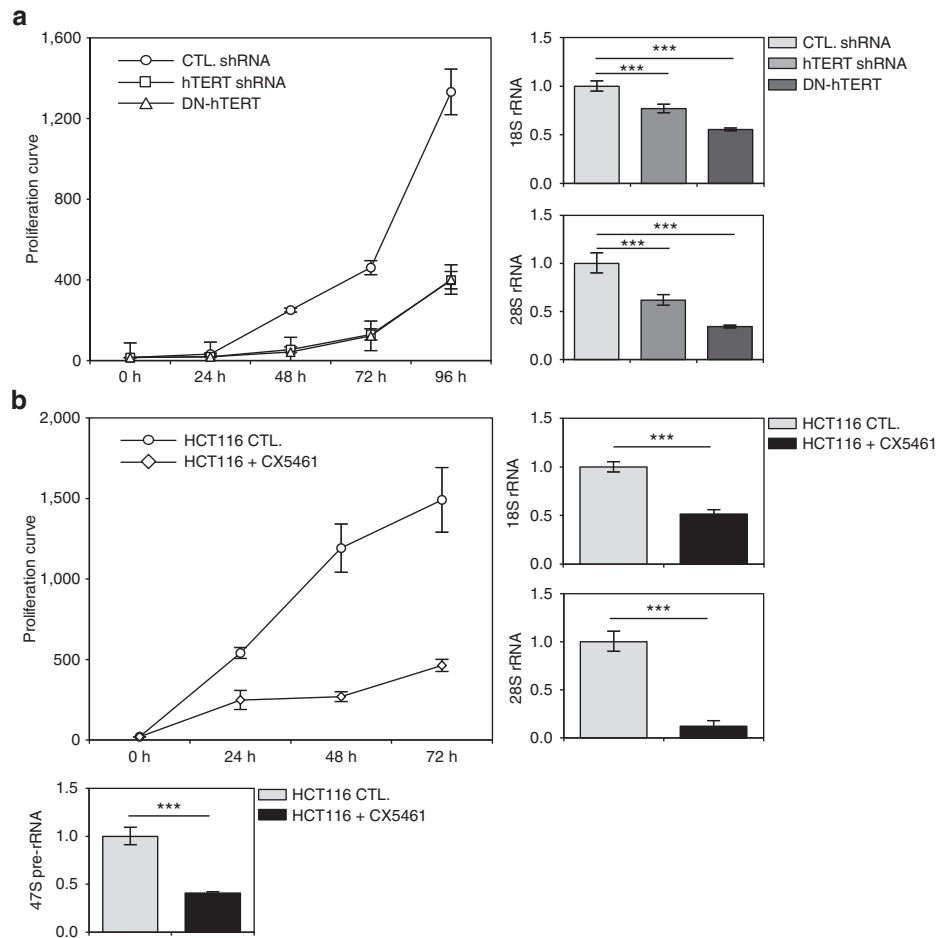 a
1,600
1,200
800
400
0
Proliferation curve
CTL. shRNA
hTERT shRNA
DN-hTERT
0 h
24 h
48 h
72 h
96 h
1.5
1.0
0.5
0.0
18S rRNA
***
***
CTL. shRNA
hTERT shRNA
DN-hTERT
1.5
1.0
0.5
0.0
28S rRNA
***
***
b
2,000
1,500
1,000
500
0
Proliferation curve
HCT116 CTL.
HCT116 + CX5461
0 h
24 h
48 h
72 h
1.5
1.0
0.5
0.0
18S rRNA
***
HCT116 CTL.
HCT116 + CX5461
1.5
1.0
0.5
0.0
28S rRNA
***
1.5
1.0
0.5
0.0
47S pre-rRNA
***
HCT116 CTL.
HCT116 + CX5461